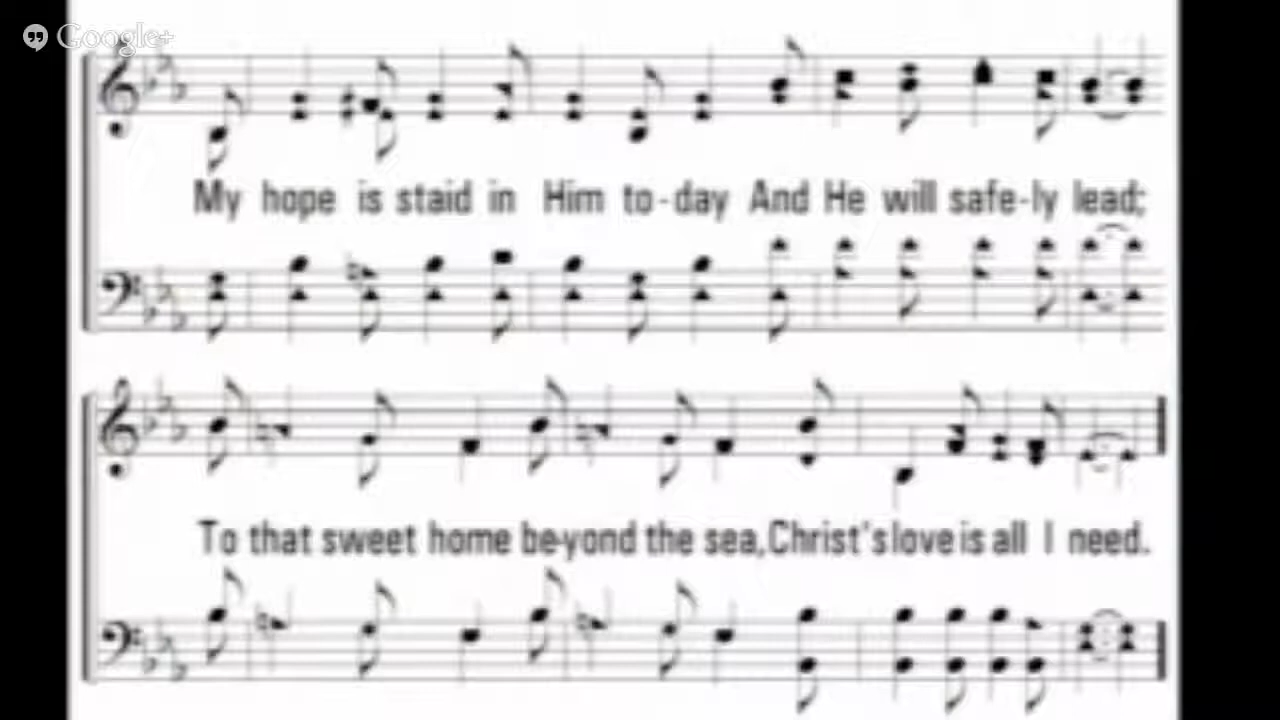 Google+
My hope is staid in Him to-day And He will safe-ly lead;
To that sweet home be-yond the sea, Christ's love is all I need.